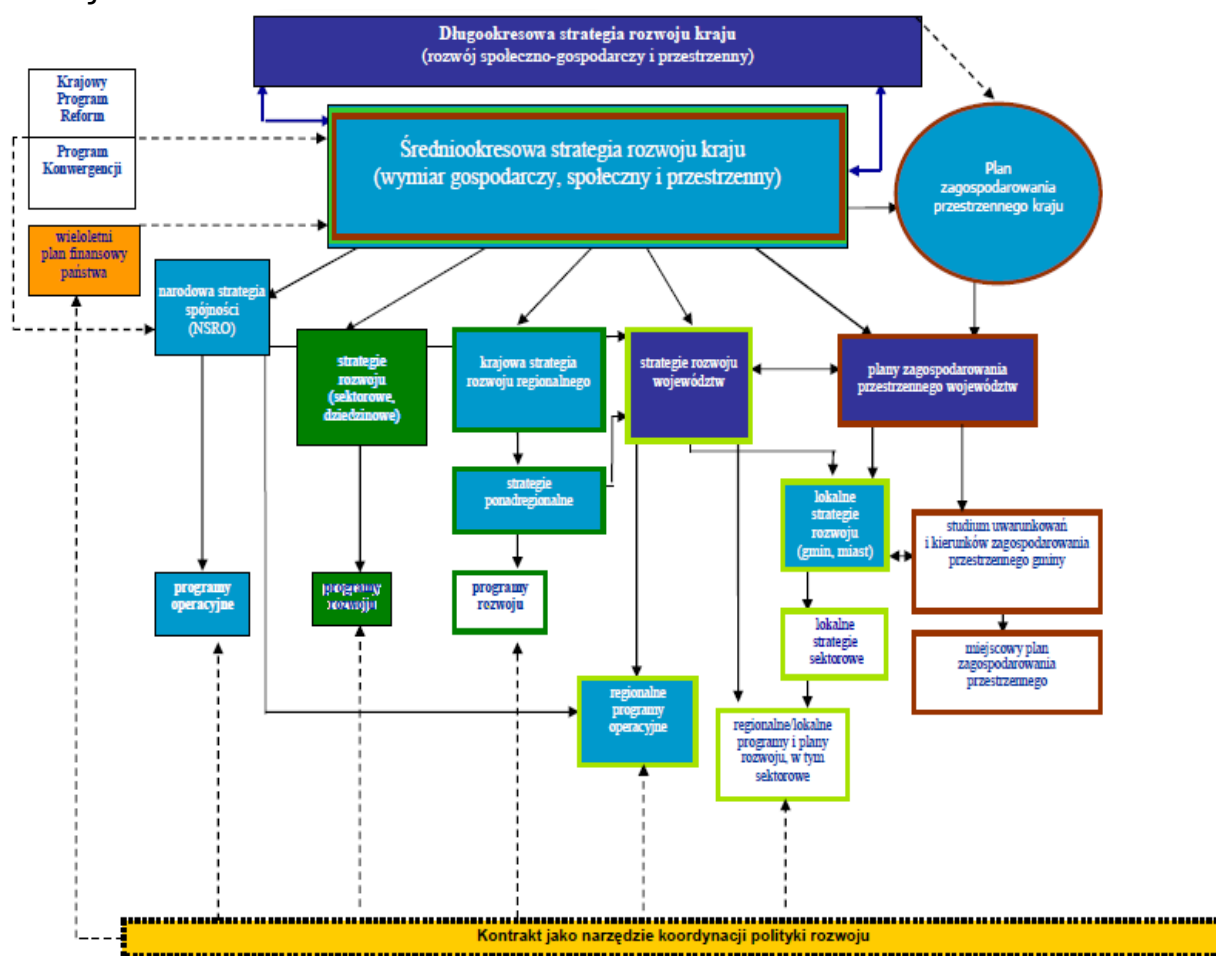 Długookresowa strategia rozwoju kraju
(rozwój społeczno-gospodarczy i przestrzenny)
Krajowy
Program
Reform
Program
Konwergencji
Średniookresowa strategia rozwoju kraju
(wymiar gospodarczy, społeczny i przestrzenny)
Plan
zagospodarowania
przestrzennego kraju
wieloletni
plan finansowy
państwa
narodowa strategia
spójności
(NSRO)
strategie
rozwoju
(sektorowe,
dziedzinowe)
krajowa strategia
rozwoju regionalnego
strategie rozwoju
województw
plany zagospodarowania
przestrzennego województw
strategie
ponadregionalne
lokalne
strategie
rozwoju
(gmin, miast)
studium uwarunkowań
i kierunków zagospodarowania
przestrzennego gminy
programy
operacyjne
programy
rozwoju
programy
rozwoju
lokalne
strategie
sektorowe
miejscowy plan
zagospodarowania
przestrzennego
regionalne
programy
operacyjne
regionalne/lokalne
programy i plany
rozwoju, w tym
sektorowe
Kontrakt jako narzędzie koordynacji polityki rozwoju